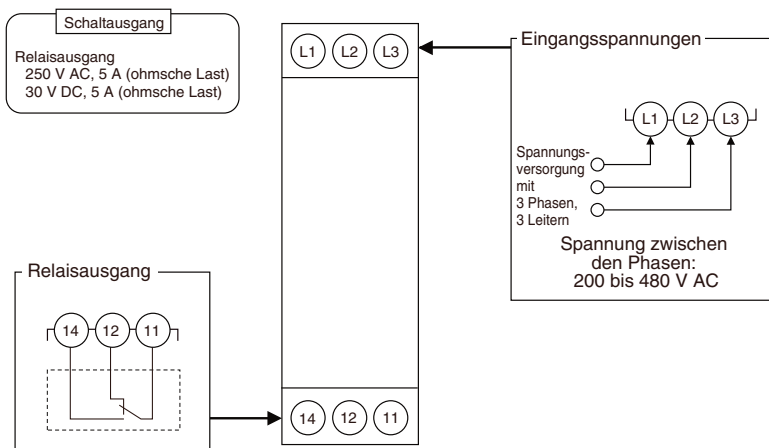 Schaltausgang
Relaisausgang
250 V AC, 5 A (ohmsche Last)
30 V DC, 5 A (ohmsche Last)
L1 L2 L3
Eingangsspannungen
L1 L2 L3
Spannungs-
versorgung
mit
3 Phasen,
3 Leitern
Spannung zwischen
den Phasen:
200 bis 480 V AC
Relaisausgang
14 12 11
14 12 11